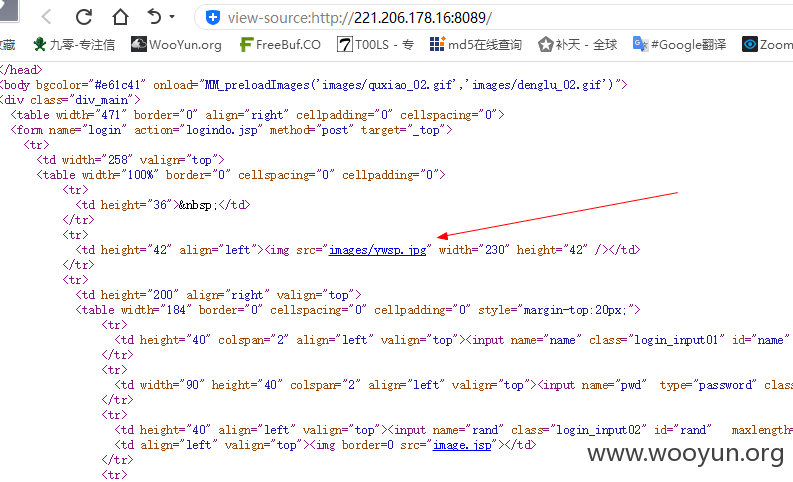 view-source:http://221.206.178.16:8089/
收藏 九零-专注信 WooYun.org FreeBuf.CO T00LS - 专 md5在线查询 补天 - 全球 #Google翻译 Zoom
</head>
<body bgcolor="#e61c41" onload="MM_preloadImages('images/quxiao_02.gif','images/denglu_02.gif')">
<div class="div_main">
<table width="471" border="0" align="right" cellpadding="0" cellspacing="0">
<form name="login" action="logindo.jsp" method="post" target="_top">
<tr>
<td width="258" valign="top">
<table width="100%" border="0" cellspacing="0" cellpadding="0">
<tr>
<td height="36">&nbsp;</td>
</tr>
<tr>
<td height="42" align="left"><img src="images/ywsp.jpg" width="230" height="42" /></td>
</tr>
<tr>
<td height="200" align="right" valign="top">
<table width="184" border="0" cellspacing="0" cellpadding="0" style="margin-top:20px;">
<tr>
<td height="40" colspan="2" align="left" valign="top"><input name="name" class="login_input01" id="name"
</tr>
<tr>
<td width="90" height="40" colspan="2" align="left" valign="top"><input name="pwd" type="password" clas
</tr>
<tr>
<td height="40" align="left" valign="top"><input name="rand" class="login_input02" id="rand" maxlength=
<td align="left" valign="top"><img border=0 src="image.jsp"></td>
</tr>
<tr>
www.wooyun.org